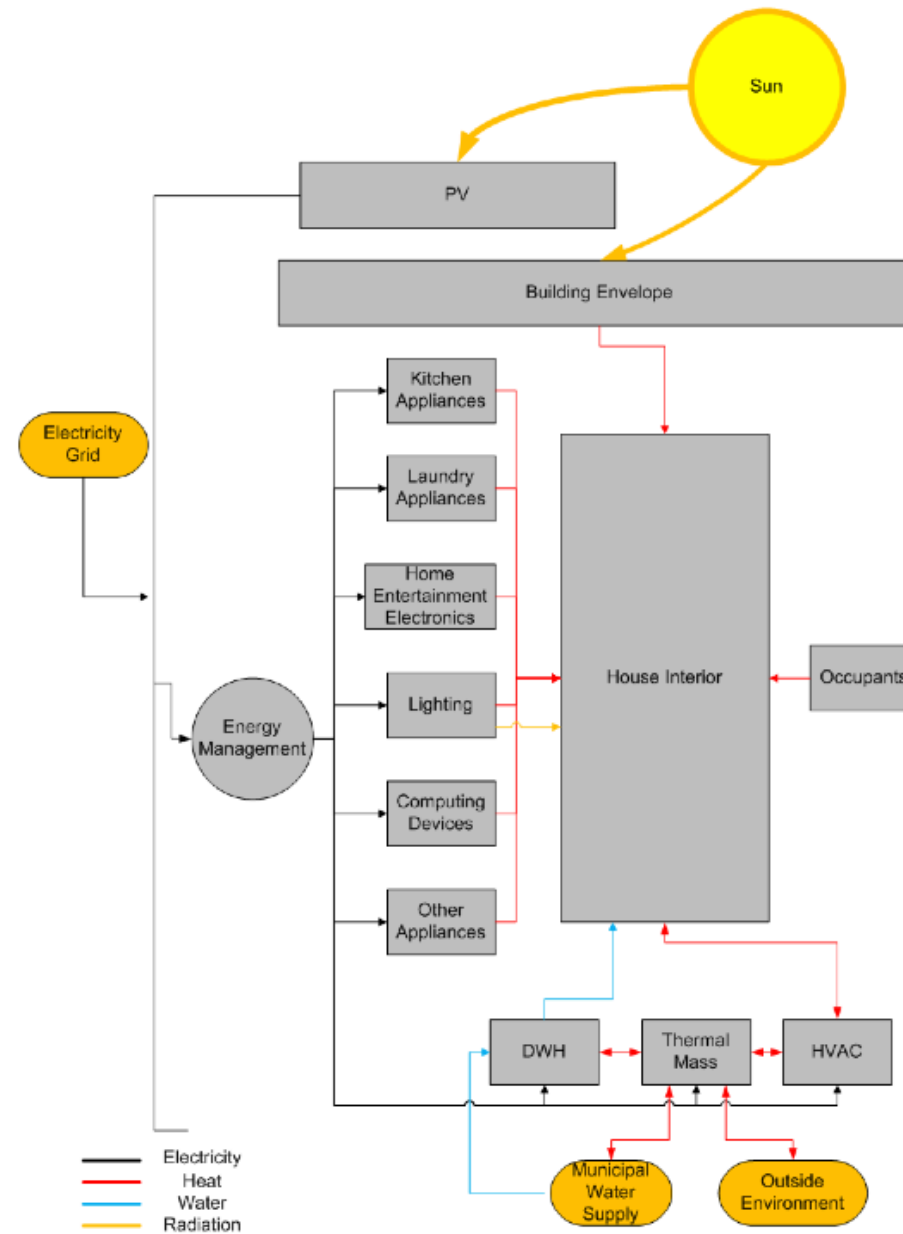 Sun
PV
Building Envelope
Kitchen
Appliances
Electricity
Grid
Laundry
Appliances
Home
Entertainment
Electronics
House Interior
Occupants
Lighting
Energy
Management
Computing
Devices
Other
Appliances
DWH
Thermal
Mass
HVAC
Electricity
Heat
Water
Radiation
Municipal
Water
Supply
Outside
Environment